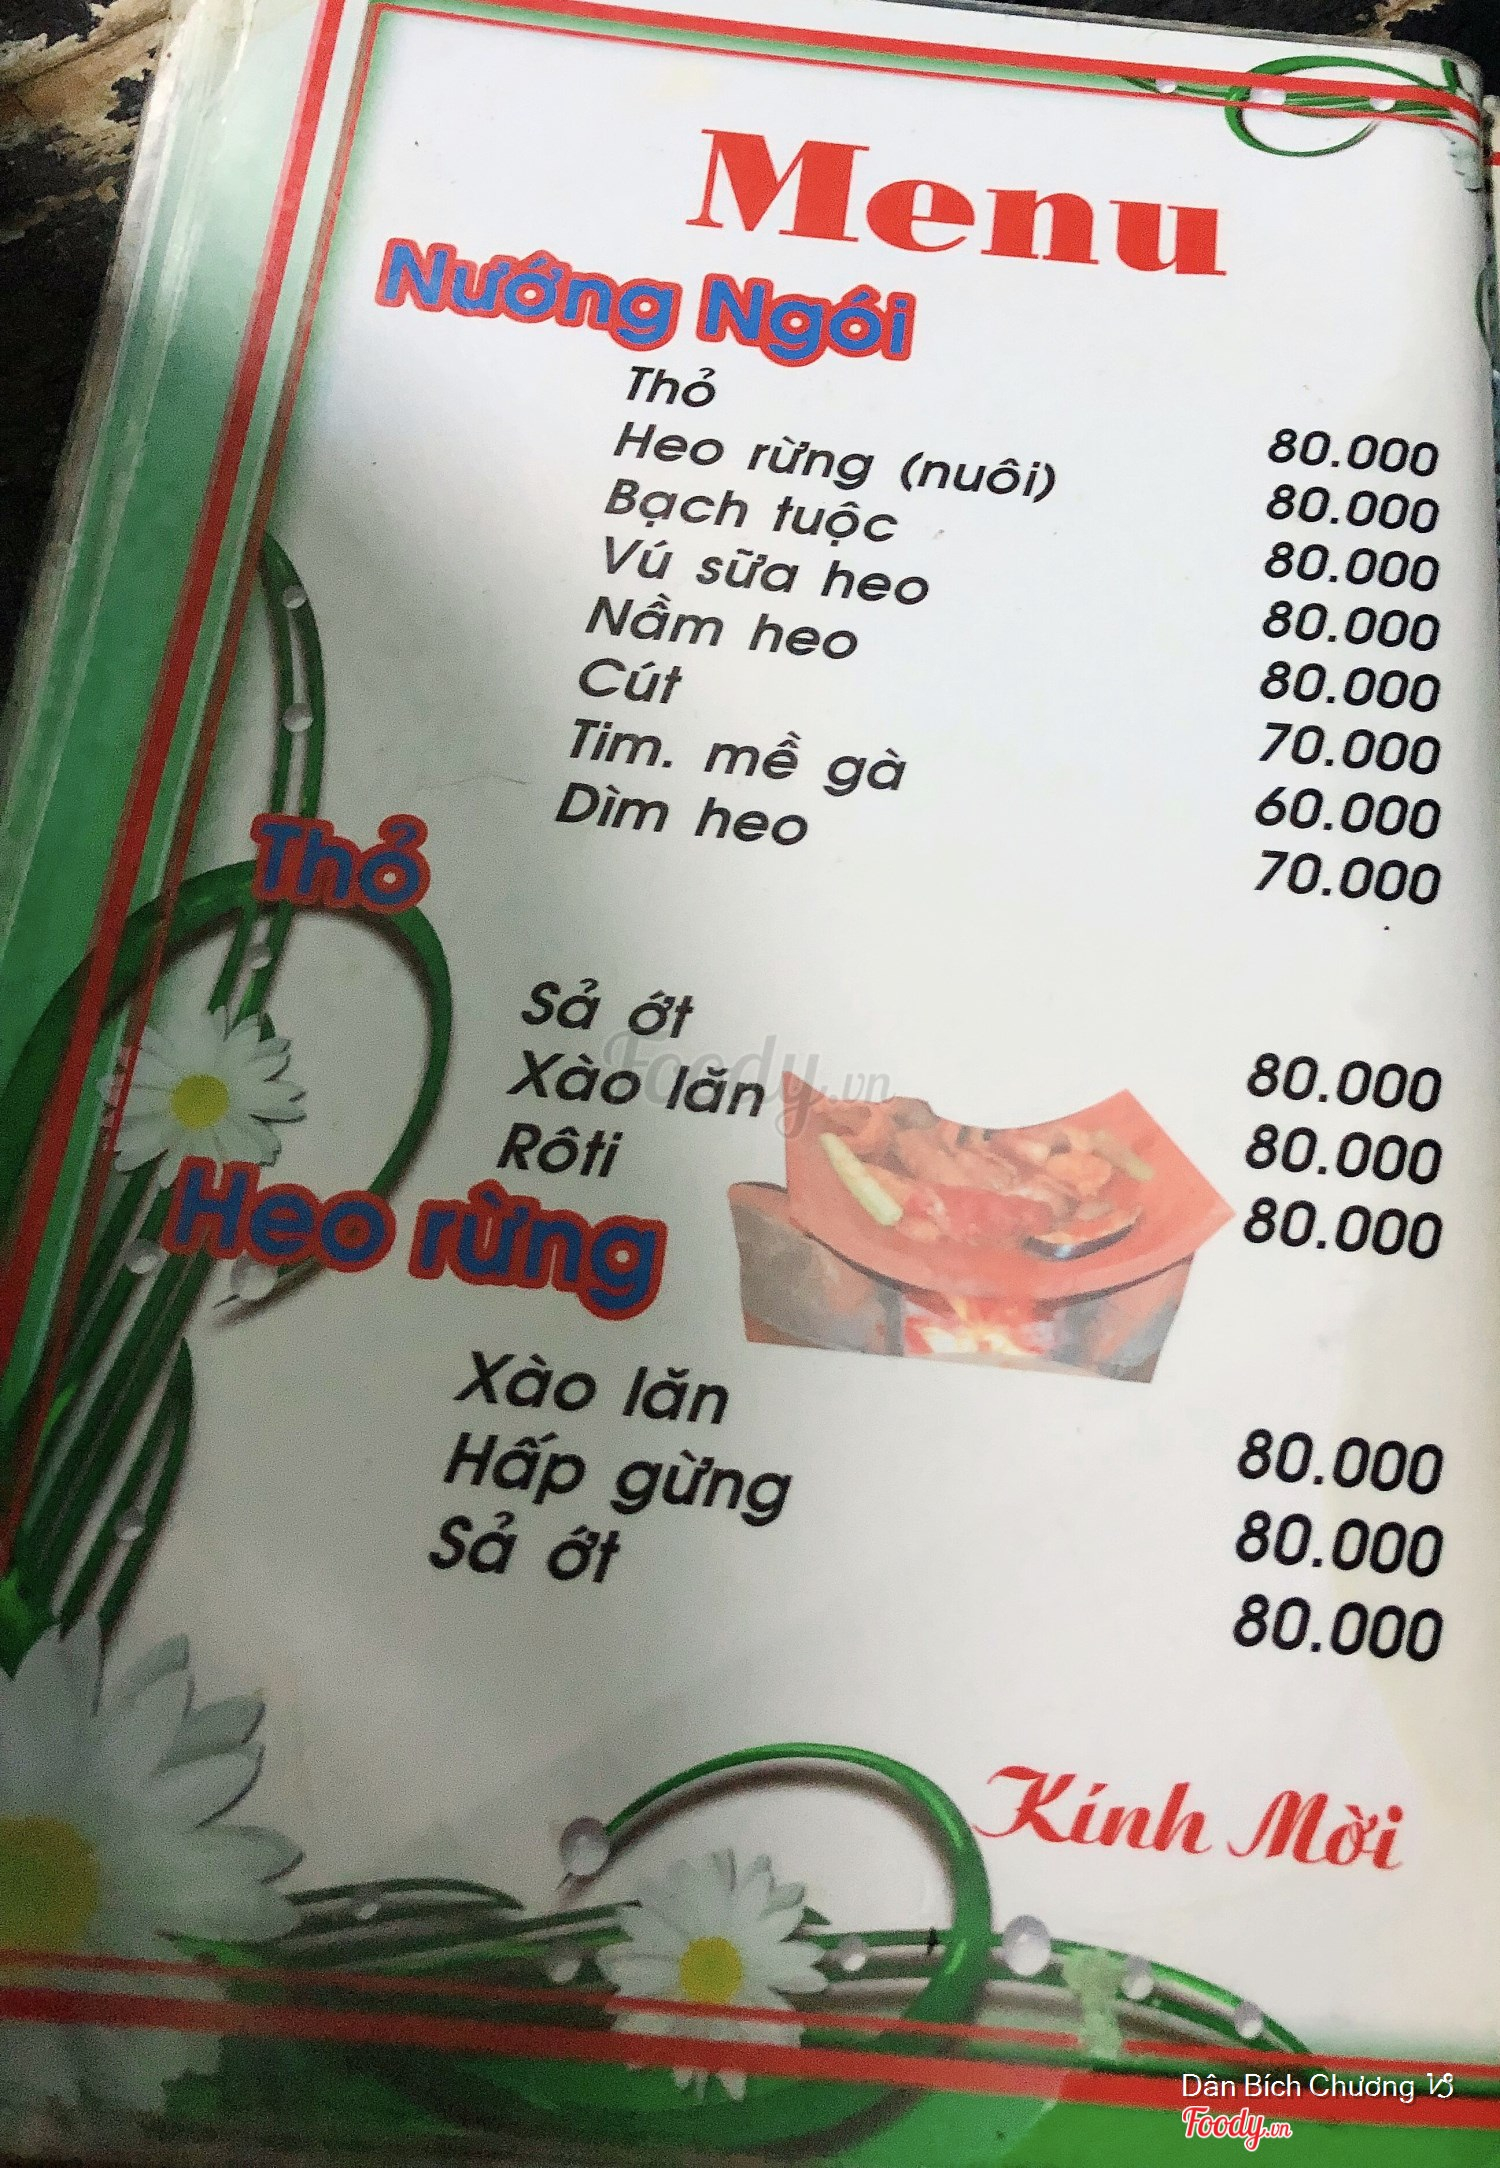 Menu
Nướng Ngói
Thỏ 80.000
Heo rừng (nuôi) 80.000
Bạch tuộc 80.000
Vú sữa heo 80.000
Nầm heo 80.000
Cút 70.000
Tim. mề gà 60.000
Dìm heo 70.000
Thỏ
Sả ớt 80.000
Xào lăn 80.000
Rôti 80.000
Heo rừng
Xào lăn 80.000
Hấp gừng 80.000
Sả ớt 80.000
Foody.vn
Kính Mời
Dân Bích Chương ♑
Foody.vn